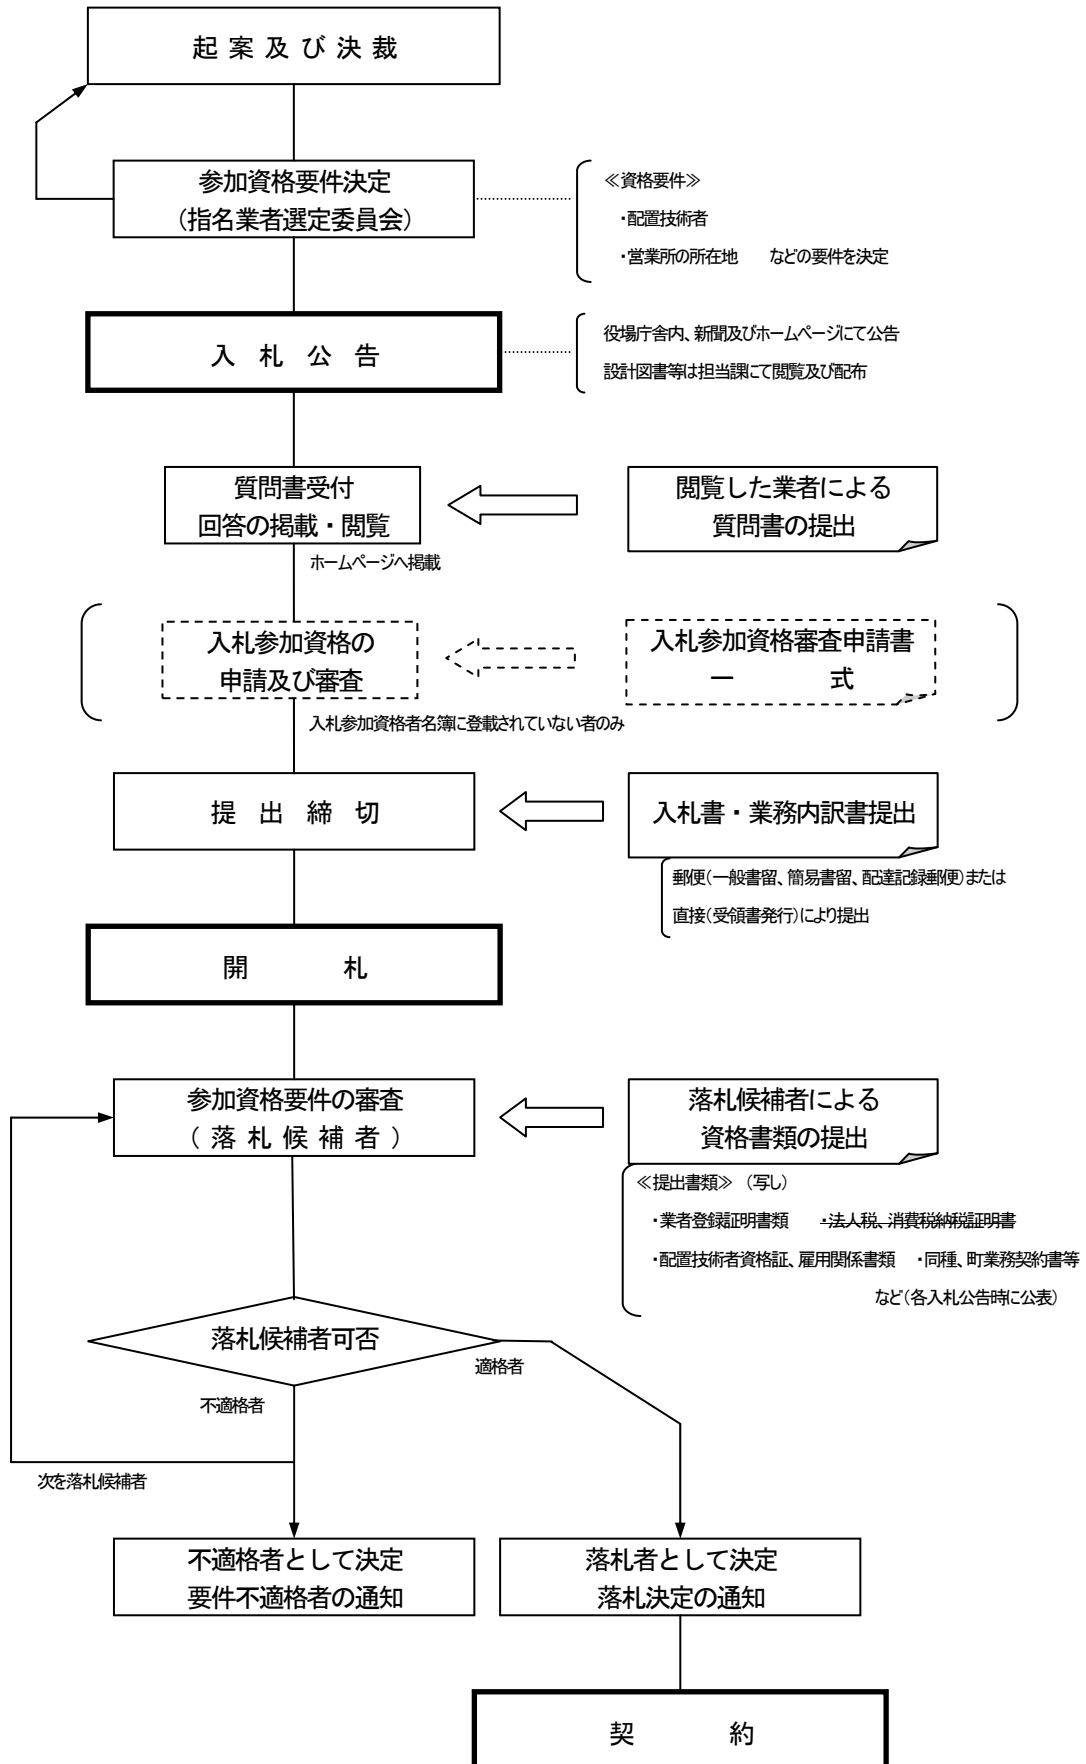 起案及び決裁
参加資格要件決定
(指名業者選定委員会)
≪資格要件≫
・配置技術者
・営業所の所在地　などの要件を決定
入札公告
役場庁舎内、新聞及びホームページにて公告
設計図書等は担当課にて閲覧及び配布
質問書受付
回答の掲載・閲覧
閲覧した業者による
質問書の提出
ホームページへ掲載
入札参加資格の
申請及び審査
入札参加資格審査申請書
一　式
入札参加資格者名簿に登載されていない者のみ
提出締切
入札書・業務内訳書提出
郵便(一般書留、簡易書留、配達記録郵便)または
直接(受領書発行)により提出
開札
参加資格要件の審査
(落札候補者)
落札候補者による
資格書類の提出
≪提出書類≫ (写し)
・業者登録証明書類　・法人税、消費税納税証明書
・配置技術者資格証、雇用関係書類　・同種、町業務契約書等
など(各入札公告時に公表)
落札候補者可否
適格者
不適格者
次を落札候補者
不適格者として決定
要件不適格者の通知
落札者として決定
落札決定の通知
契約